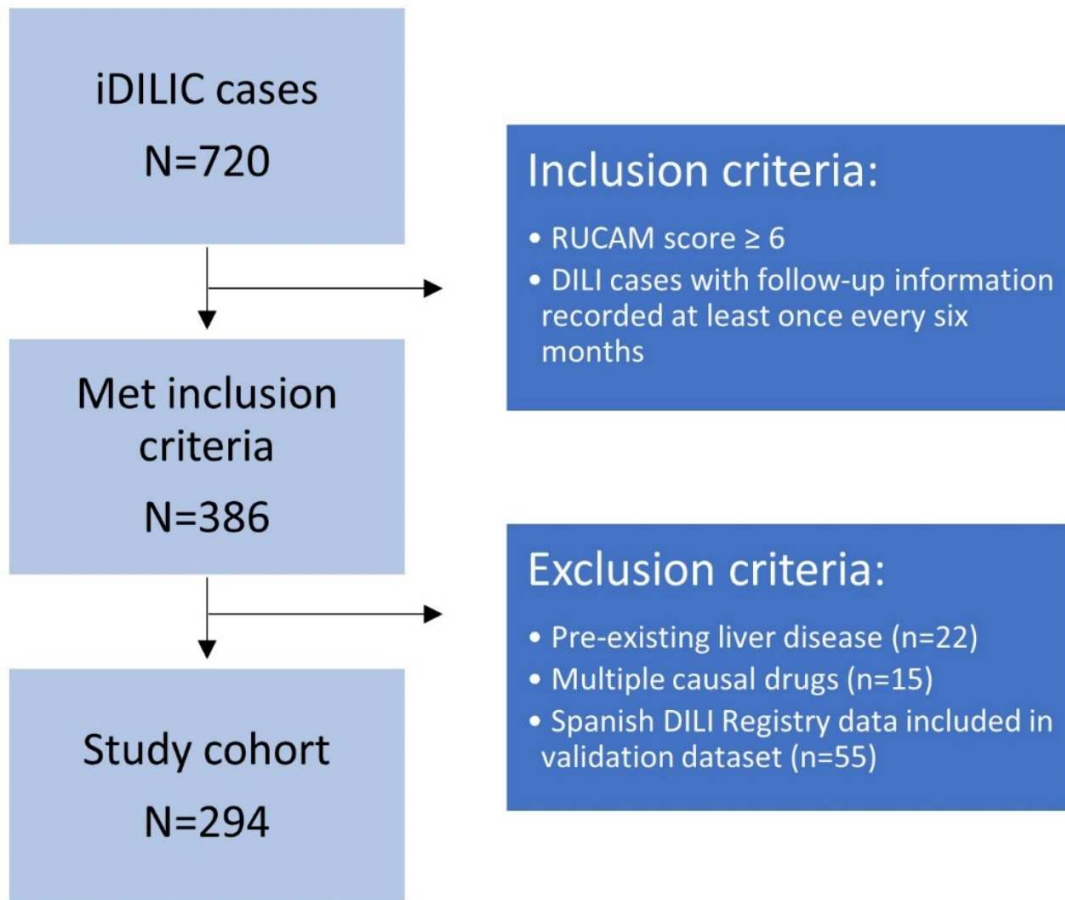 iDILIC cases
N=720
Inclusion criteria:
• RUCAM score ≥ 6
• DILI cases with follow-up information
recorded at least once every six
months
Met inclusion
criteria
N=386
Exclusion criteria:
• Pre-existing liver disease (n=22)
• Multiple causal drugs (n=15)
• Spanish DILI Registry data included in
validation dataset (n=55)
Study cohort
N=294